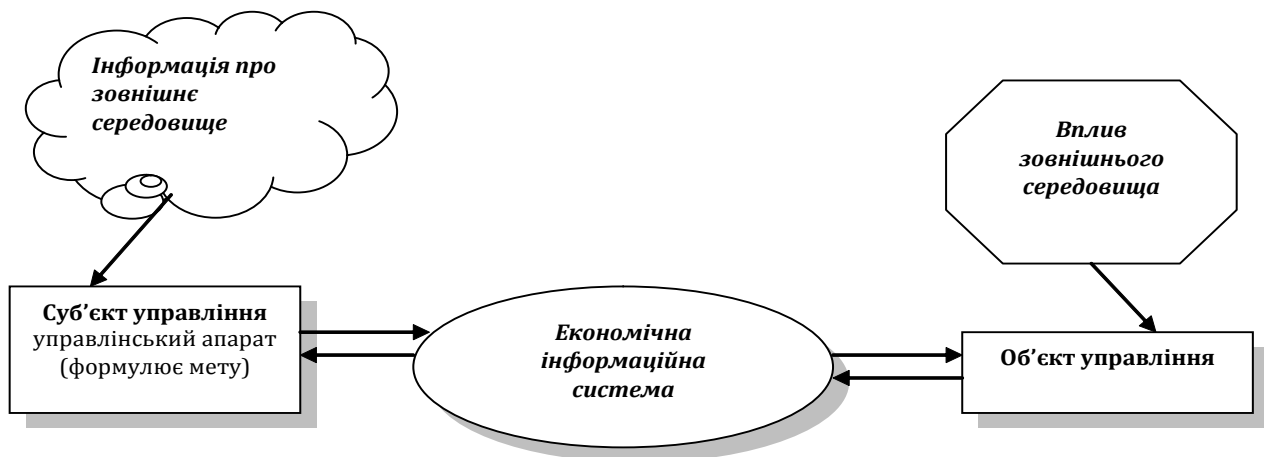 Інформація про
зовнішнє
середовище
Вплив
зовнішнього
середовища
Суб’єкт управління
управлінський апарат
(формулює мету)
Економічна
інформаційна
система
Об’єкт управління